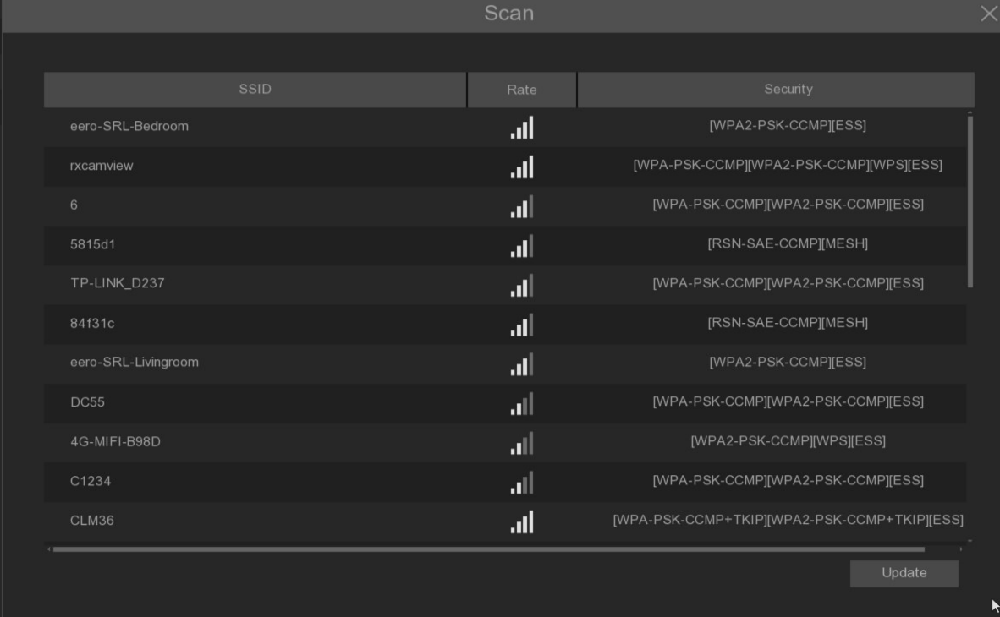 Scan
SSID Rate Security
eero-SRL-Bedroom [WPA2-PSK-CCMP][ESS]
rxcamview [WPA-PSK-CCMP][WPA2-PSK-CCMP][WPS][ESS]
6 [WPA-PSK-CCMP][WPA2-PSK-CCMP][ESS]
5815d1 [RSN-SAE-CCMP][MESH]
TP-LINK_D237 [WPA-PSK-CCMP][WPA2-PSK-CCMP][ESS]
84f31c [RSN-SAE-CCMP][MESH]
eero-SRL-Livingroom [WPA2-PSK-CCMP][ESS]
DC55 [WPA-PSK-CCMP][WPA2-PSK-CCMP][ESS]
4G-MIFI-B98D [WPA2-PSK-CCMP][WPS][ESS]
C1234 [WPA-PSK-CCMP][WPA2-PSK-CCMP][ESS]
CLM36 [WPA-PSK-CCMP+TKIP][WPA2-PSK-CCMP+TKIP][ESS]
Update